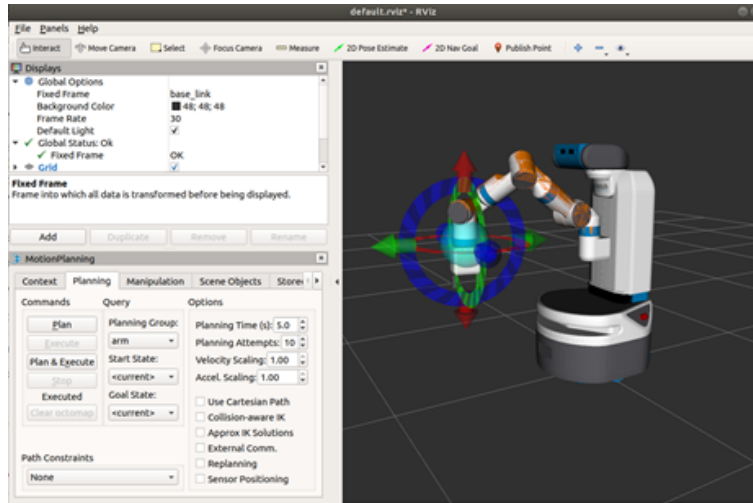 default.rviz* - RViz
File Panels Help
Interact Move Camera Select Focus Camera Measure 2D Pose Estimate 2D Nav Goal Publish Point
Displays
Global Options
Fixed Frame base_link
Background Color 48; 48; 48
Frame Rate 30
Default Light
Global Status: Ok
Fixed Frame OK
Grid
Fixed Frame
Frame into which all data is transformed before being displayed.
Add Duplicate Remove Rename
MotionPlanning
Context Planning Manipulation Scene Objects Store
Commands Query Options
Plan Planning Group: Planning Time (s): 5.0
Execute arm Planning Attempts: 10
Plan & Execute Start State: Velocity Scaling: 1.00
Stop <current> Accel. Scaling: 1.00
Executed Goal State: Use Cartesian Path
Clear octomap <current> Collision-aware IK
Approx IK Solutions
External Comm.
Path Constraints Replanning
None Sensor Positioning